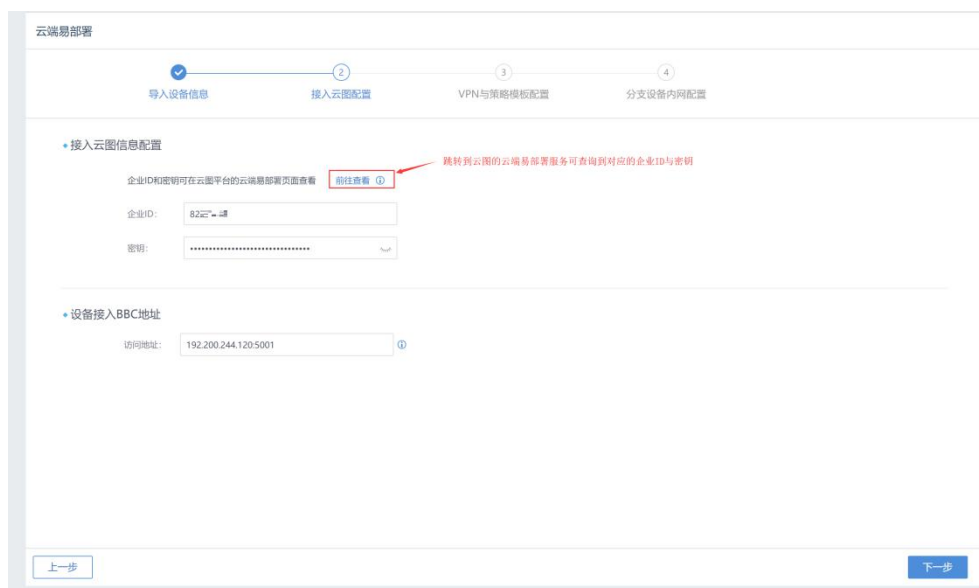 云端易部署
2 3 4
导入设备信息 接入云图配置 VPN与策略模板配置 分支设备内网配置
接入云图信息配置
跳转到云图的云端易部署服务可查询到对应的企业ID与密钥
企业ID和密钥可在云图平台的云端易部署页面查看 前往查看
企业ID: 82
密钥:
设备接入BBC地址
访问地址: 192.200.244.120:5001
上一步 下一步